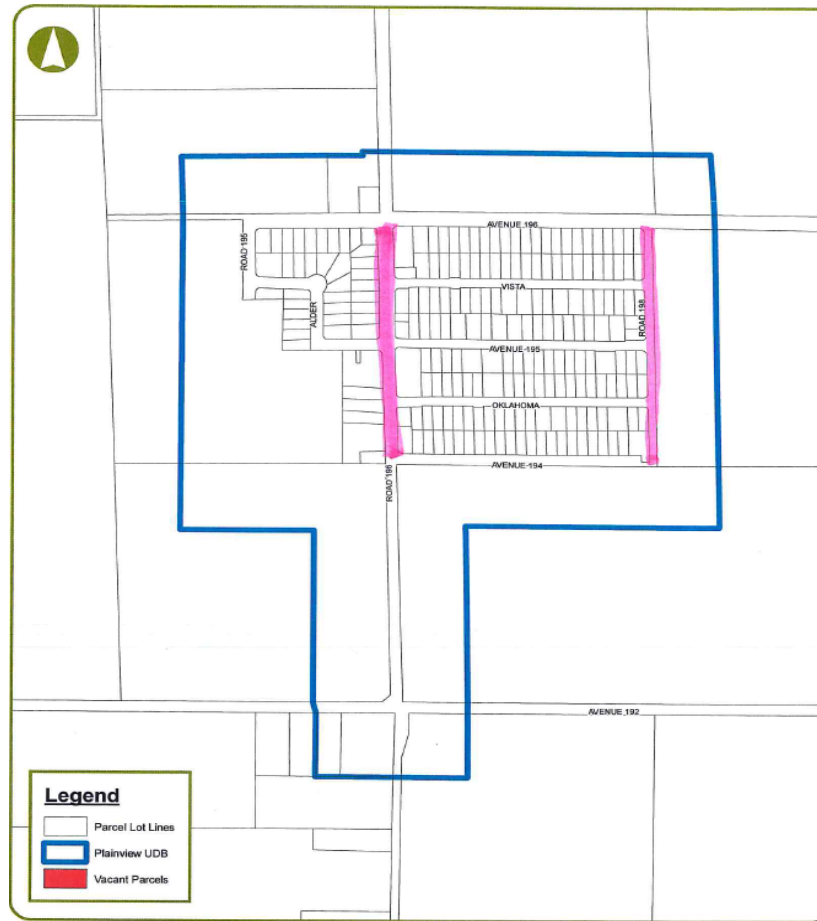 AVENUE 196
ROAD 195
VISTA
ALDER
ROAD 198
AVENUE 195
OKLAHOMA
AVENUE 194
ROAD 196
AVENUE 192
Legend
Parcel Lot Lines
Plainview UDB
Vacant Parcels